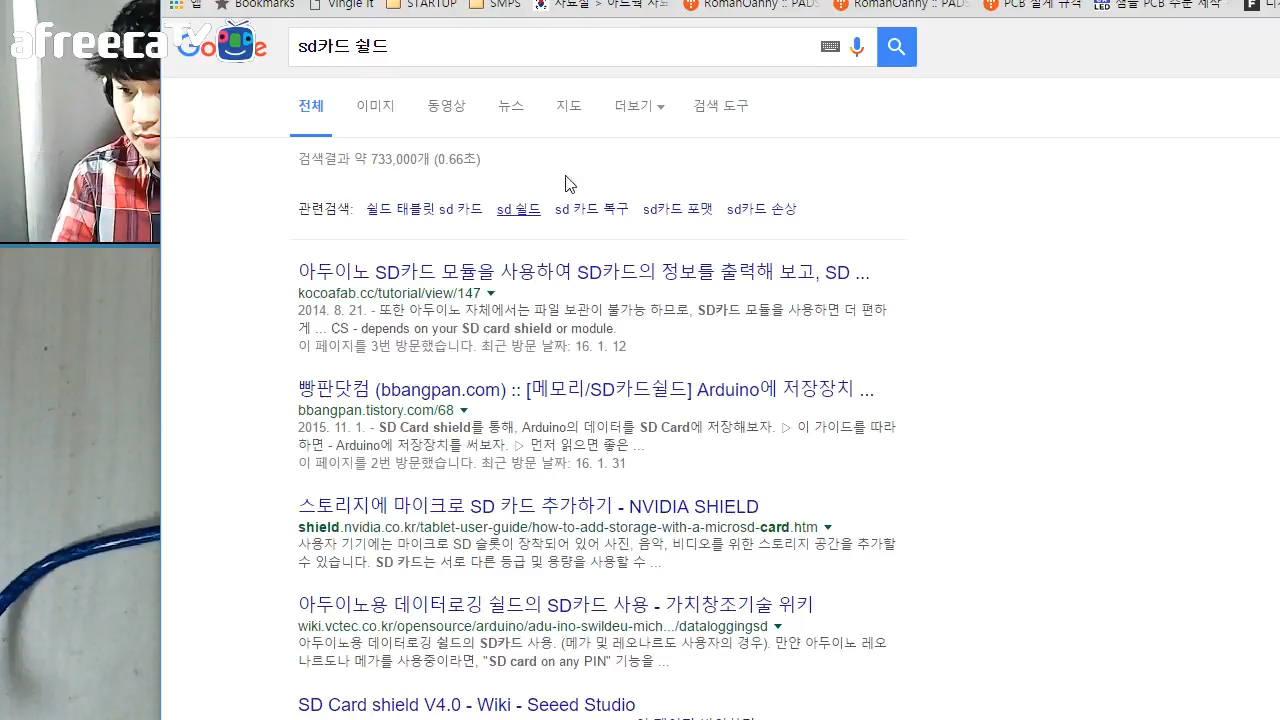 Bookmarks Vingle It STARTUP SMPS RomanOanny :: PADS RomanOanny :: PADS PCB 설계 규격 샘플 PCB 주문 제작
afreecaTV
Google
sd카드 쉴드
전체 이미지 동영상 뉴스 지도 더보기 검색 도구
검색결과 약 733,000개 (0.66초)
관련검색: 쉴드 태블릿 sd 카드 sd 쉴드 sd 카드 복구 sd카드 포맷 sd카드 손상
아두이노 SD카드 모듈을 사용하여 SD카드의 정보를 출력해 보고, SD ...
kocoafab.cc/tutorial/view/147
2014. 8. 21. - 또한 아두이노 자체에서는 파일 보관이 불가능 하므로, SD카드 모듈을 사용하면 더 편하
게 ... CS - depends on your SD card shield or module.
이 페이지를 3번 방문했습니다. 최근 방문 날짜: 16. 1. 12
빵판닷컴 (bbangpan.com) :: [메모리/SD카드쉴드] Arduino에 저장장치 ...
bbangpan.tistory.com/68
2015. 11. 1. - SD Card shield를 통해, Arduino의 데이터를 SD Card에 저장해보자. ▷ 이 가이드를 따라
하면 - Arduino에 저장장치를 써보자. ▷ 먼저 읽으면 좋은 ...
이 페이지를 2번 방문했습니다. 최근 방문 날짜: 16. 1. 31
스토리지에 마이크로 SD 카드 추가하기 - NVIDIA SHIELD
shield.nvidia.co.kr/tablet-user-guide/how-to-add-storage-with-a-microsd-card.htm
사용자 기기에는 마이크로 SD 슬롯이 장착되어 있어 사진, 음악, 비디오를 위한 스토리지 공간을 추가할
수 있습니다. SD 카드는 서로 다른 등급 및 용량을 사용할 수 ...
아두이노용 데이터로깅 쉴드의 SD카드 사용 - 가치창조기술 위키
wiki.vctec.co.kr/opensource/arduino/adu-ino-swildeu-mich.../dataloggingsd
아두이노용 데이터로깅 쉴드의 SD카드 사용. (메가 및 레오나르도 사용자의 경우). 만얀 아두이노 레오
나르도나 메가를 사용중이라면, "SD card on any PIN" 기능을 ...
SD Card shield V4.0 - Wiki - Seeed Studio